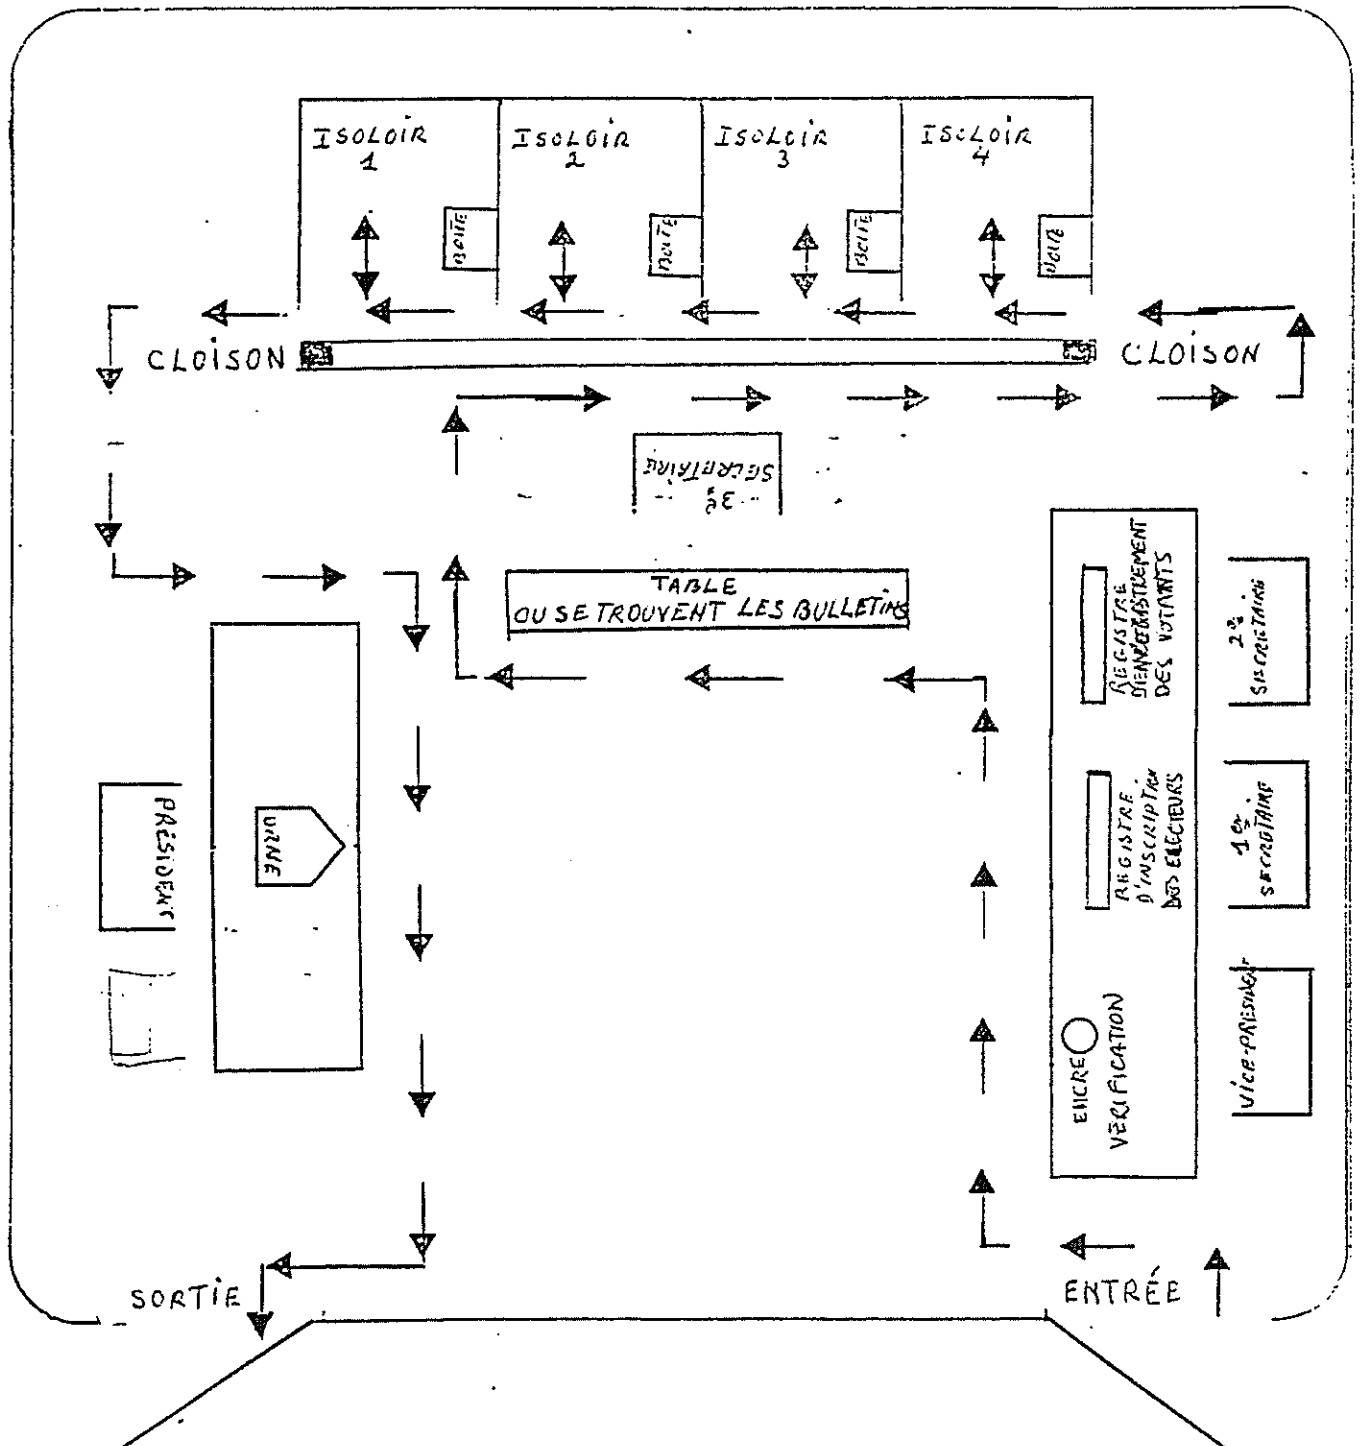 ISOLOIR
1
ISOLOIR
2
ISOLOIR
3
ISOLOIR
4
BOITE
BOITE
BOITE
BOITE
CLOISON
CLOISON
3e
SECRETAIRE
TABLE
OU SE TROUVENT LES BULLETINS
REGISTRE
D'ENREGISTREMENT
DES VOTANTS
2e
SECRETAIRE
PRÉSIDENT
URNE
REGISTRE
D'INSCRIPTION
DES ELECTEURS
1er
SECRETAIRE
ENCRE
VERIFICATION
VICE-PRESIDENT
SORTIE
ENTRÉE